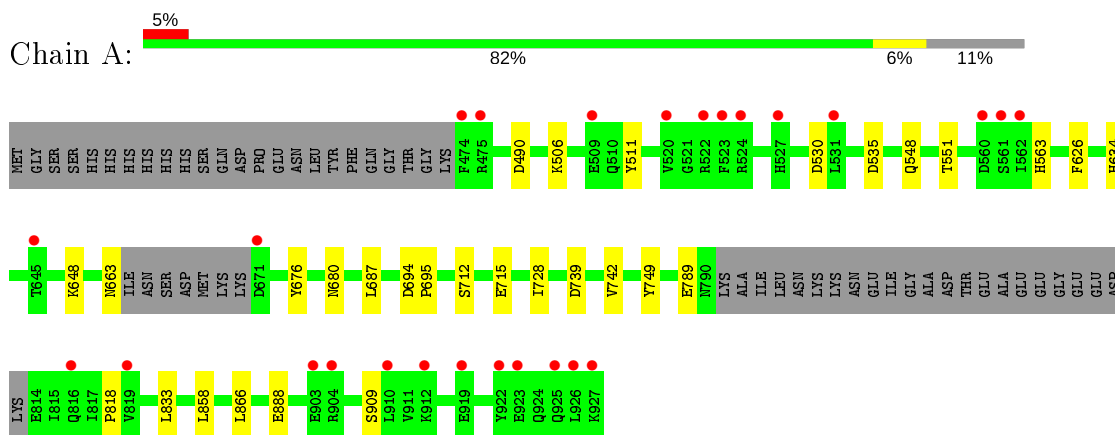 5%
Chain A:
82% 6% 11%
MET GLY SER SER HIS HIS HIS HIS HIS HIS SER GLN ASP PRO GLU ASN LEU TYR PHE GLN GLY THR GLY LYS F474 R475 D490 K506 E509 Q510 Y511 V520 G521 R522 F523 R524 H527 D530 L531 D535 Q548 T551 D560 S561 I562 H563 F626 H634
T645 K648 N663 ILE ASN SER ASP MET LYS LYS D671 Y676 N680 L687 D694 P695 S712 E715 I728 D739 V742 Y749 E789 N790 LYS ALA ILE LEU ASN LYS LYS ASN GLU ILE GLY ALA ASP THR GLU ALA GLU GLU GLY GLU GLU ASP
LYS E814 I815 Q816 I817 P818 V819 L833 L858 L866 E888 E903 R904 S909 L910 V911 K912 E919 Y922 E923 Q924 Q925 L926 K927